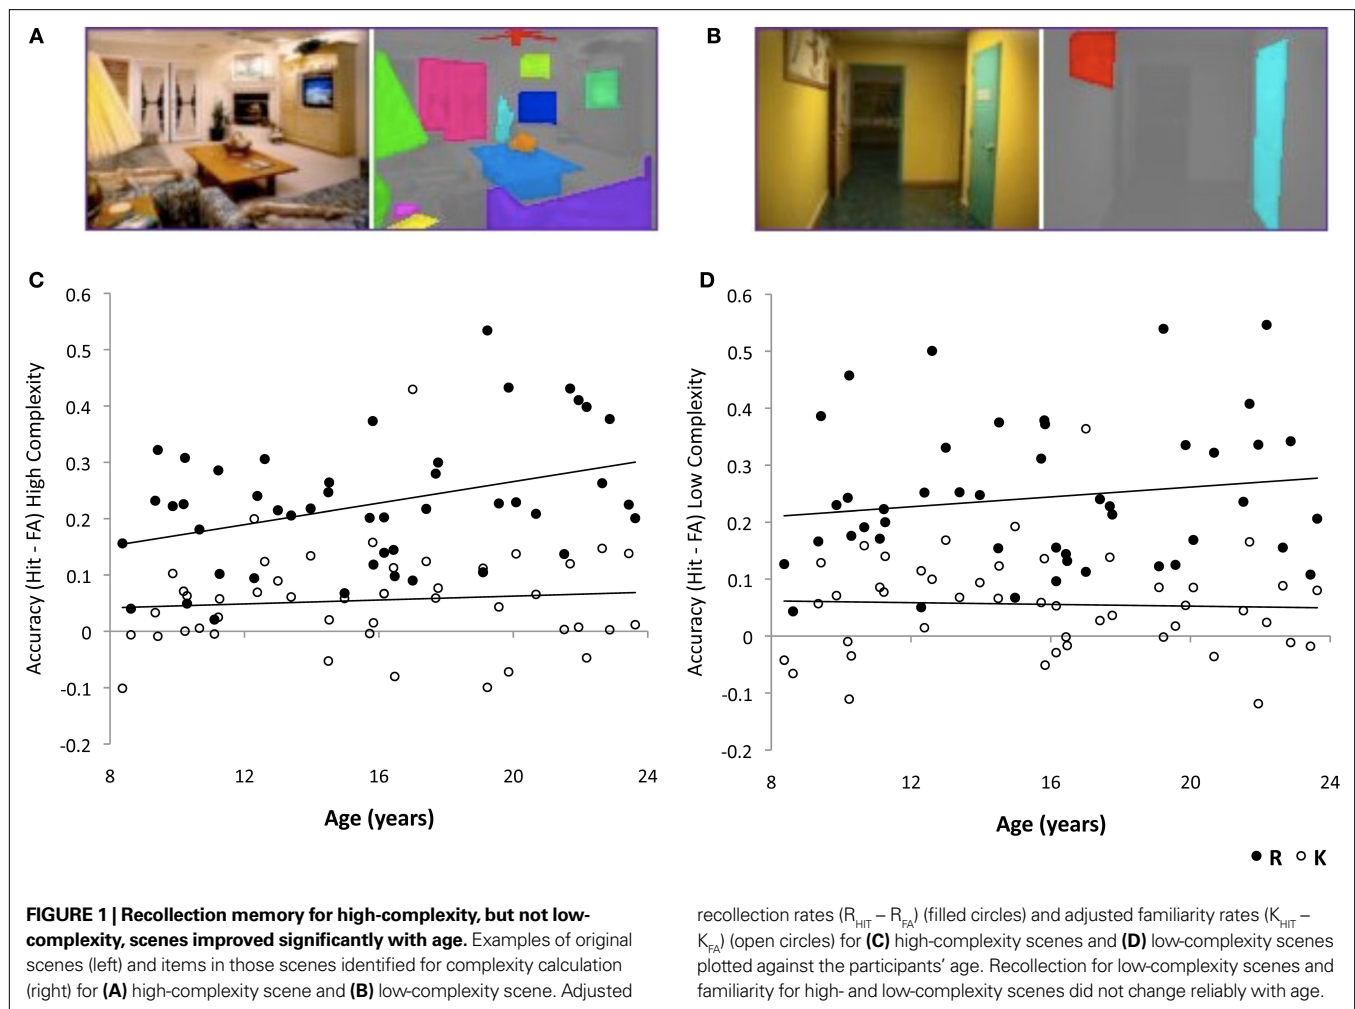 A
B
C
D
0.6
0.5
0.4
0.3
0.2
0.1
0
-0.1
-0.2
Accuracy (Hit - FA) High Complexity
8
12
16
20
24
Age (years)
0.6
0.5
0.4
0.3
0.2
0.1
0
-0.1
-0.2
Accuracy (Hit - FA) Low Complexity
8
12
16
20
24
Age (years)
R K
FIGURE 1 | Recollection memory for high-complexity, but not low-
complexity, scenes improved significantly with age. Examples of original
scenes (left) and items in those scenes identified for complexity calculation
(right) for (A) high-complexity scene and (B) low-complexity scene. Adjusted
recollection rates (RHIT – RFA) (filled circles) and adjusted familiarity rates (KHIT –
KFA) (open circles) for (C) high-complexity scenes and (D) low-complexity scenes
plotted against the participants' age. Recollection for low-complexity scenes and
familiarity for high- and low-complexity scenes did not change reliably with age.